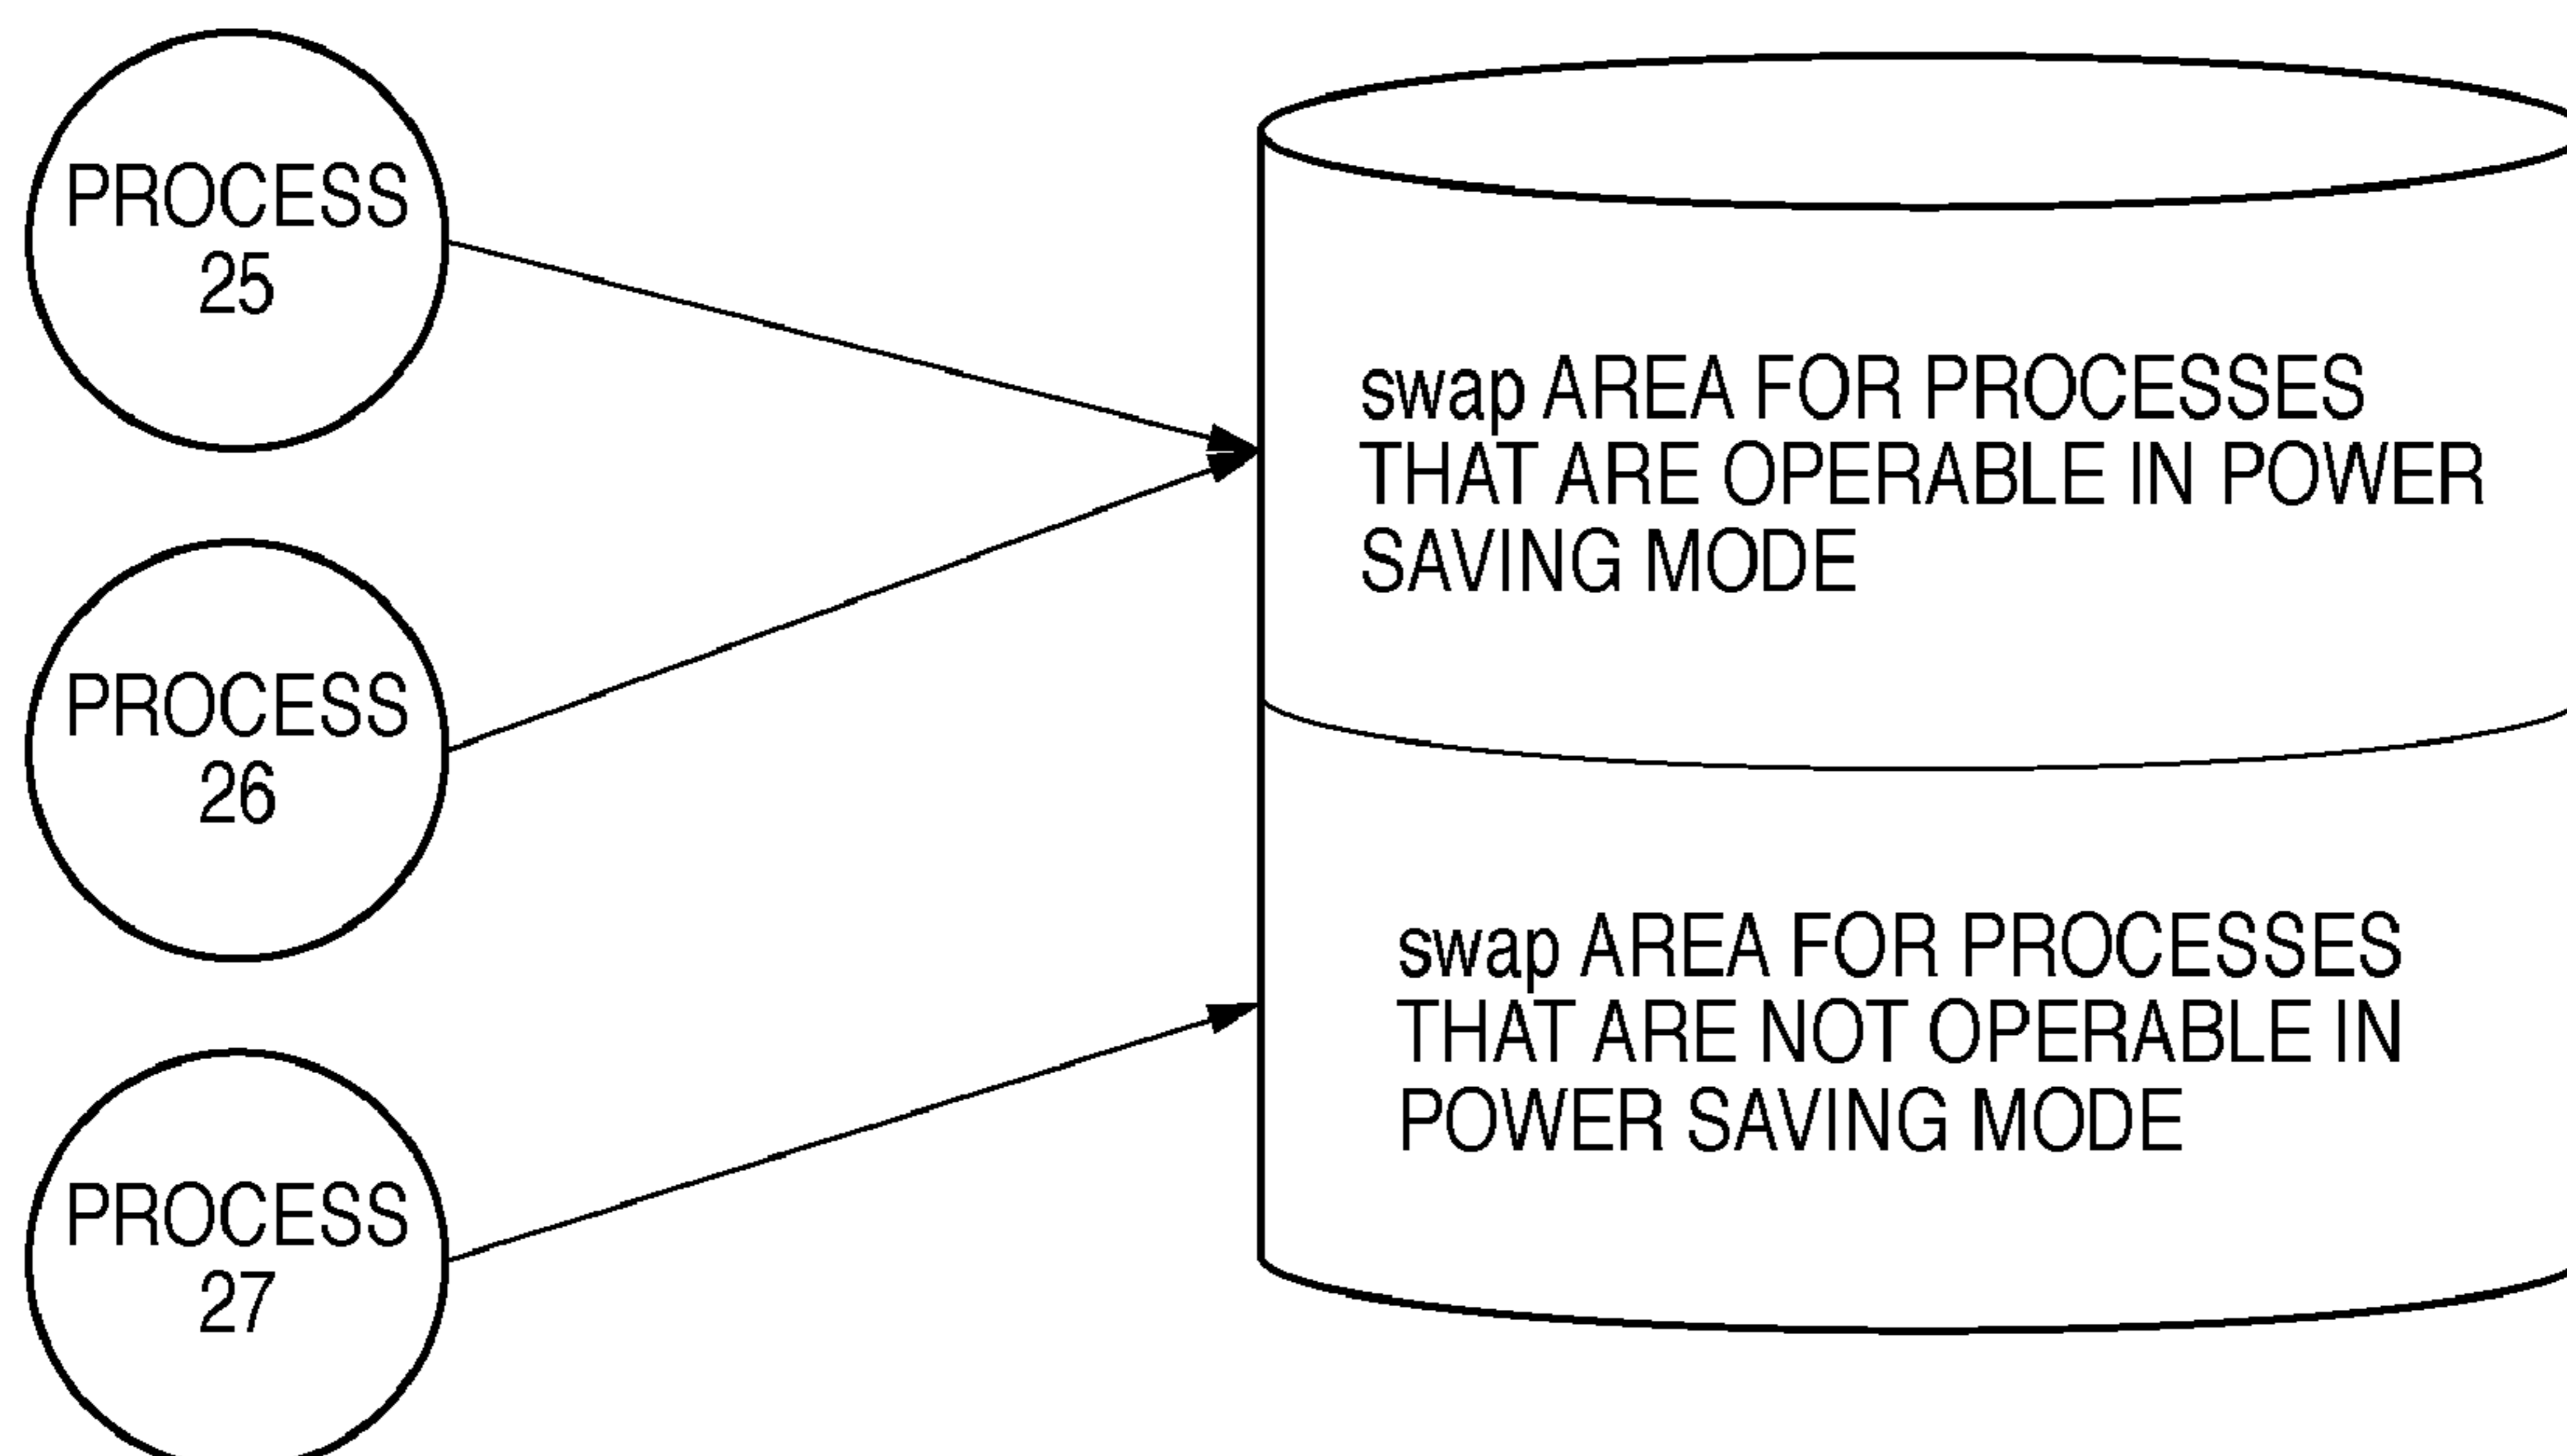 PROCESS
25
swap AREA FOR PROCESSES
THAT ARE OPERABLE IN POWER
SAVING MODE
PROCESS
26
swap AREA FOR PROCESSES
THAT ARE NOT OPERABLE IN
POWER SAVING MODE
PROCESS
27